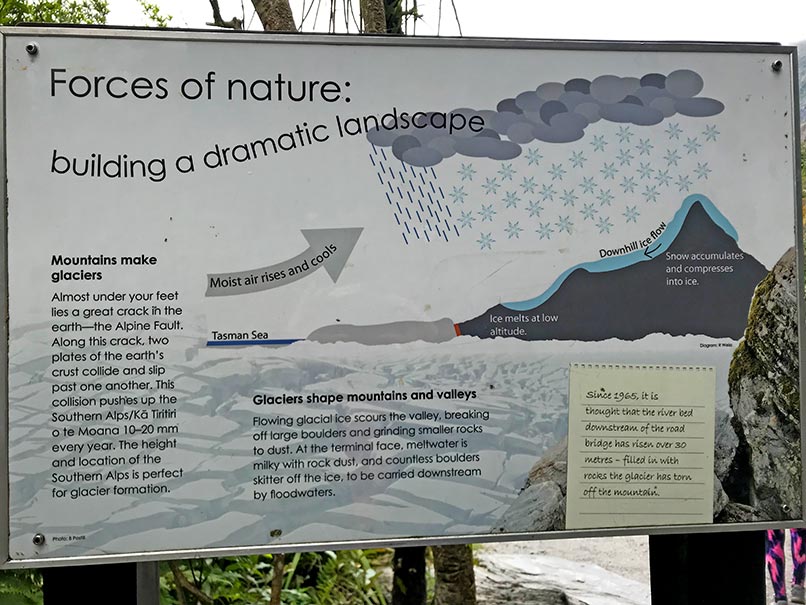 Forces of nature:
building a dramatic landscape
Moist air rises and cools
Downhill ice flow
Snow accumulates
and compresses
into ice.
Ice melts at low
altitude.
Tasman Sea
Diagram: R Webb
Mountains make
glaciers
Almost under your feet
lies a great crack in the
earth—the Alpine Fault.
Along this crack, two
plates of the earth's
crust collide and slip
past one another. This
collision pushes up the
Southern Alps/Kā Tiritiri
o te Moana 10–20 mm
every year. The height
and location of the
Southern Alps is perfect
for glacier formation.
Glaciers shape mountains and valleys
Flowing glacial ice scours the valley, breaking
off large boulders and grinding smaller rocks
to dust. At the terminal face, meltwater is
milky with rock dust, and countless boulders
skitter off the ice, to be carried downstream
by floodwaters.
Since 1965, it is
thought that the river bed
downstream of the road
bridge has risen over 30
metres – filled in with
rocks the glacier has torn
off the mountain.
Photo: B Postill